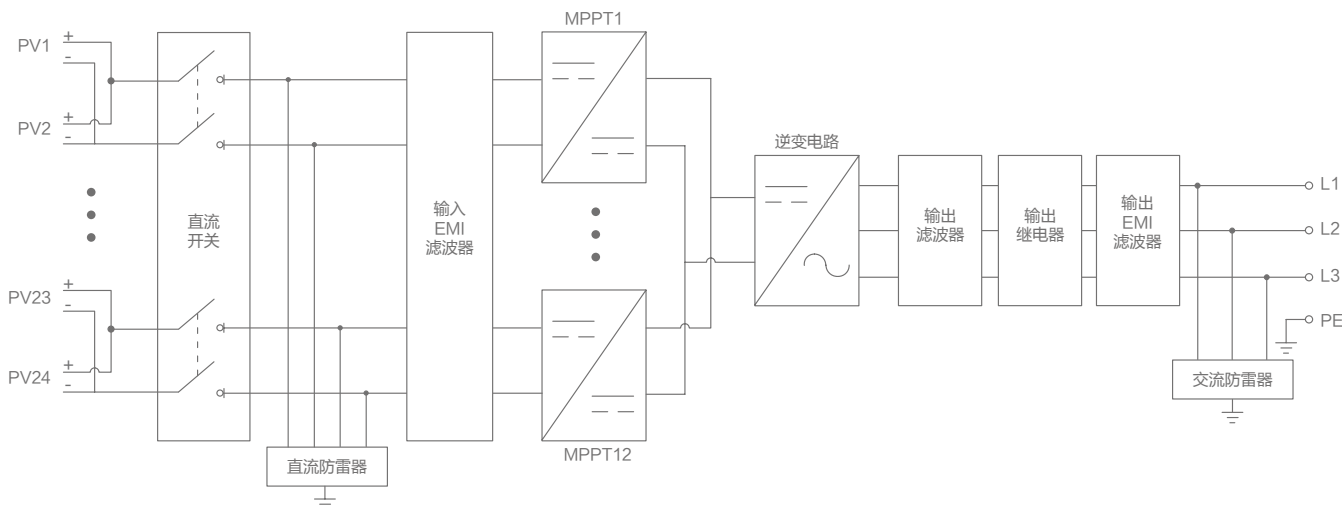 MPPT1
PV1
+
-
PV2
+
-
直流
开关
输入
EMI
滤波器
逆变电路
输出
滤波器
输出
继电器
输出
EMI
滤波器
L1
L2
L3
PE
PV23
+
-
PV24
+
-
交流防雷器
MPPT12
直流防雷器